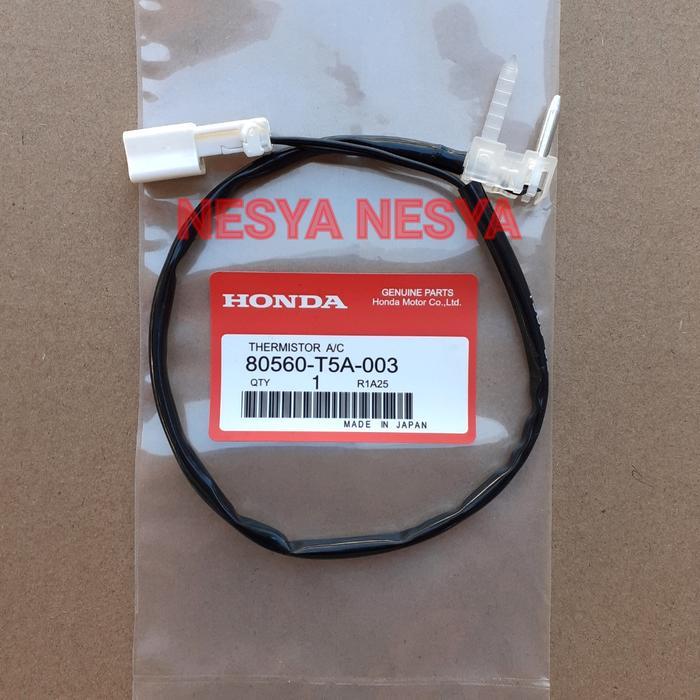 NESYA NESYA
HONDA
GENUINE PARTS
Honda Motor Co.,Ltd.
THERMISTOR A/C
80560-T5A-003
QTY 1 R1A25
MADE IN JAPAN